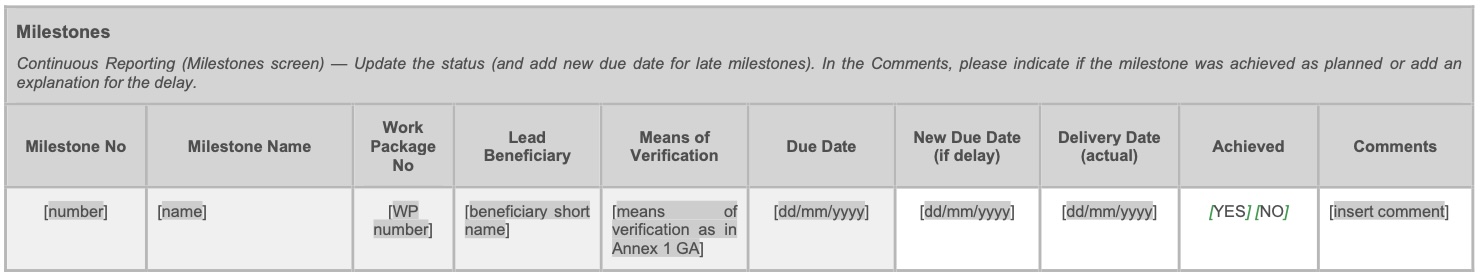 Milestones
Continuous Reporting (Milestones screen) — Update the status (and add new due date for late milestones). In the Comments, please indicate if the milestone was achieved as planned or add an
explanation for the delay.
Milestone No
Milestone Name
Work
Package
No
Lead
Beneficiary
Means of
Verification
Due Date
New Due Date
(if delay)
Delivery Date
(actual)
Achieved
Comments
[number]
[name]
[WP
number]
[beneficiary short
name]
[means of
verification as in
Annex 1 GA]
[dd/mm/yyyy]
[dd/mm/yyyy]
[dd/mm/yyyy]
[YES] [NO]
[insert comment]